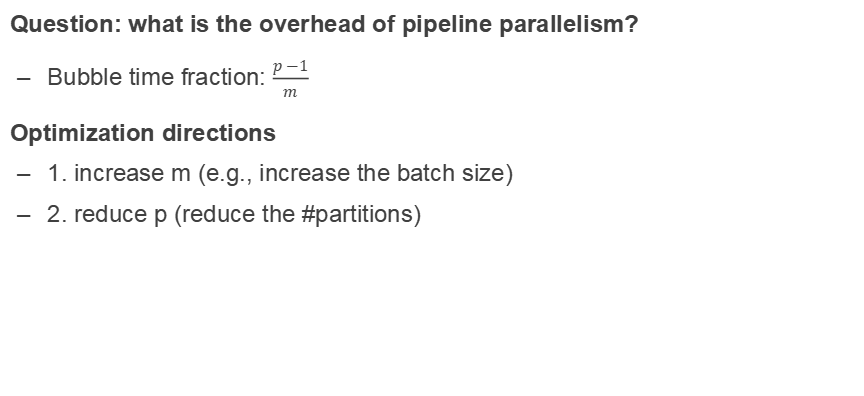 Question: what is the overhead of pipeline parallelism?
– Bubble time fraction: \frac{p-1}{m}
Optimization directions
– 1. increase m (e.g., increase the batch size)
– 2. reduce p (reduce the #partitions)